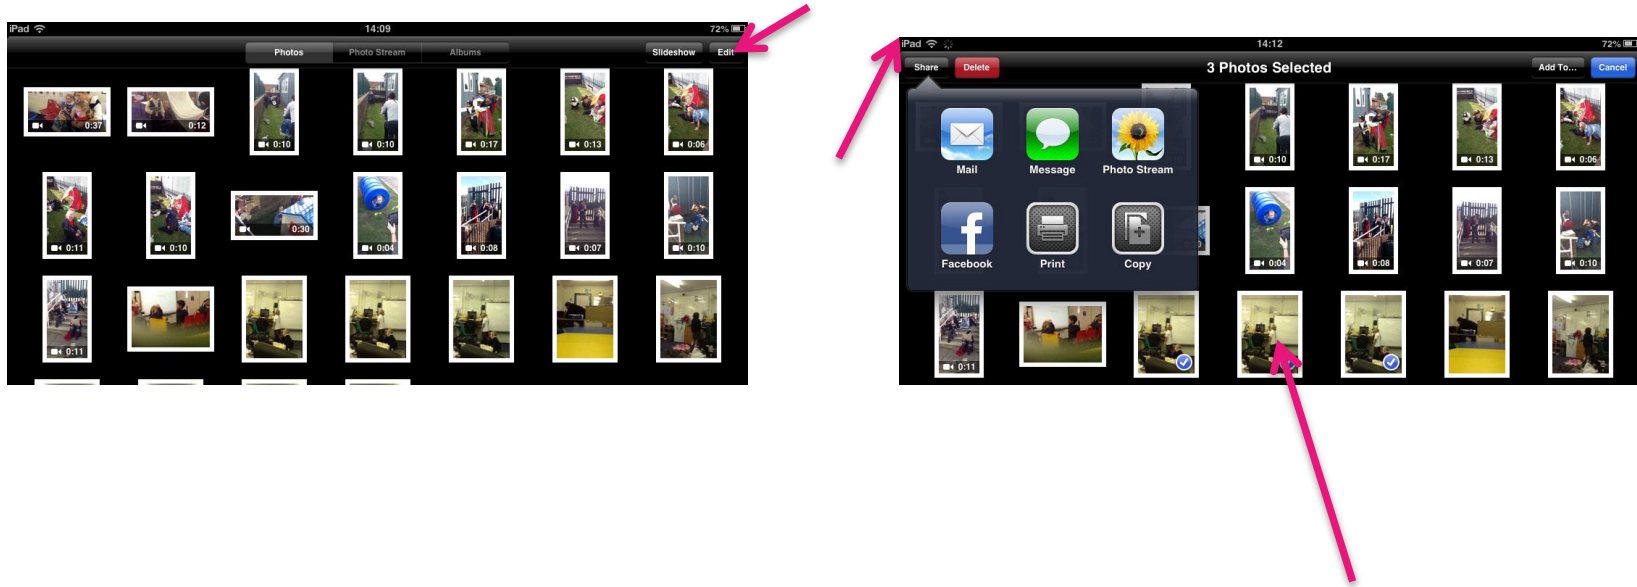 iPad 14:09 72%
Photos Photo Stream Albums Slideshow Edit
0:37 0:12 0:10 0:10 0:17 0:13 0:06
0:11 0:10 0:30 0:04 0:08 0:07 0:10
0:11
iPad 14:12 72%
Share Delete 3 Photos Selected Add To... Cancel
Mail Message Photo Stream
0:10 0:17 0:13 0:06
Facebook Print Copy
0:04 0:08 0:07 0:10
0:11